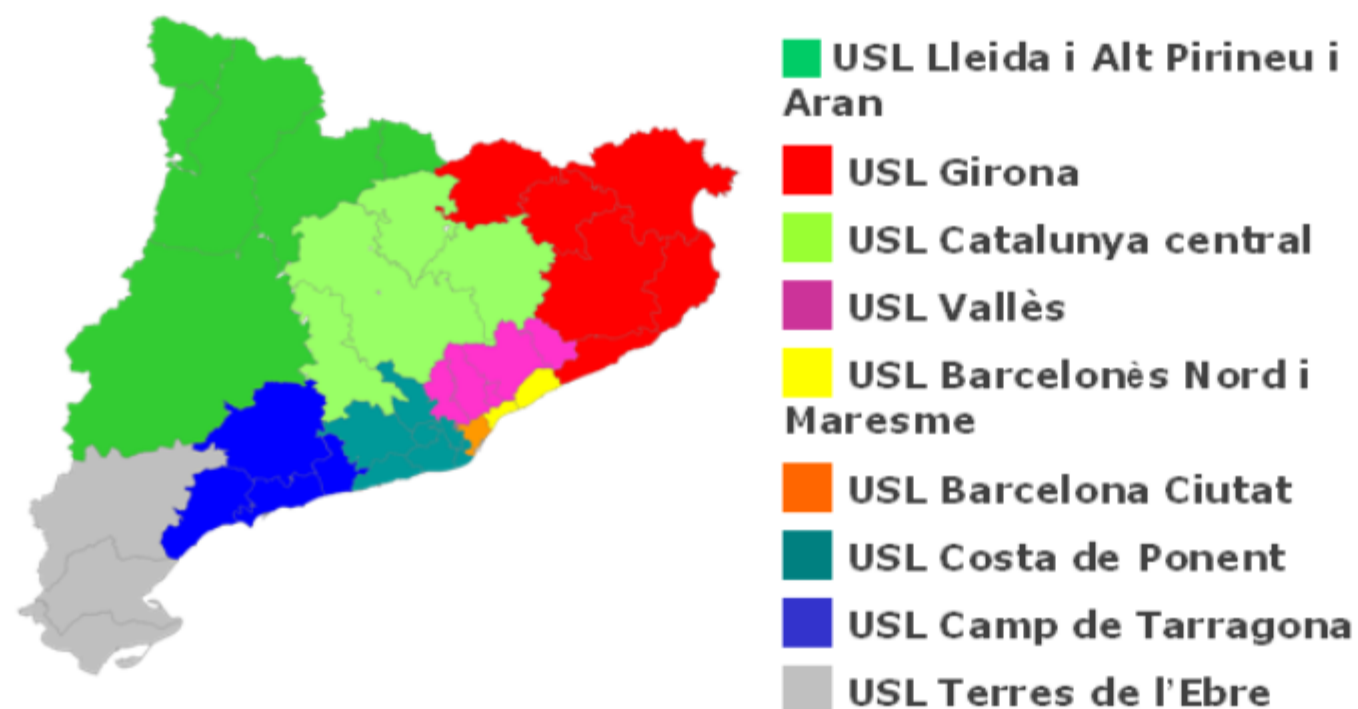 USL Lleida i Alt Pirineu i
Aran
USL Girona
USL Catalunya central
USL Vallès
USL Barcelonès Nord i
Maresme
USL Barcelona Ciutat
USL Costa de Ponent
USL Camp de Tarragona
USL Terres de l’Ebre